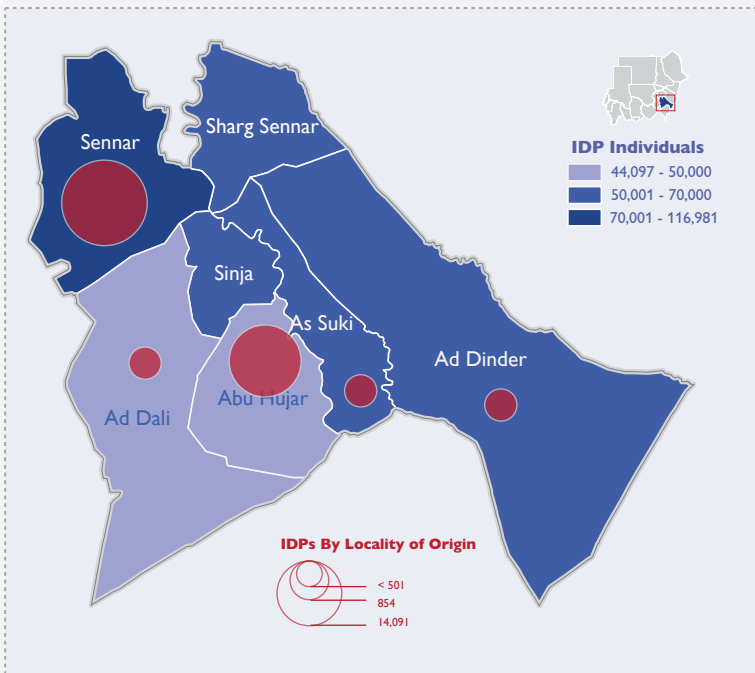 Sharg Sennar
Sennar
IDP Individuals
44,097 - 50,000
50,001 - 70,000
70,001 - 116,981
Sinja
As Suki
Ad Dinder
Abu Hujar
Ad Dali
IDPs By Locality of Origin
< 501
854
14,091